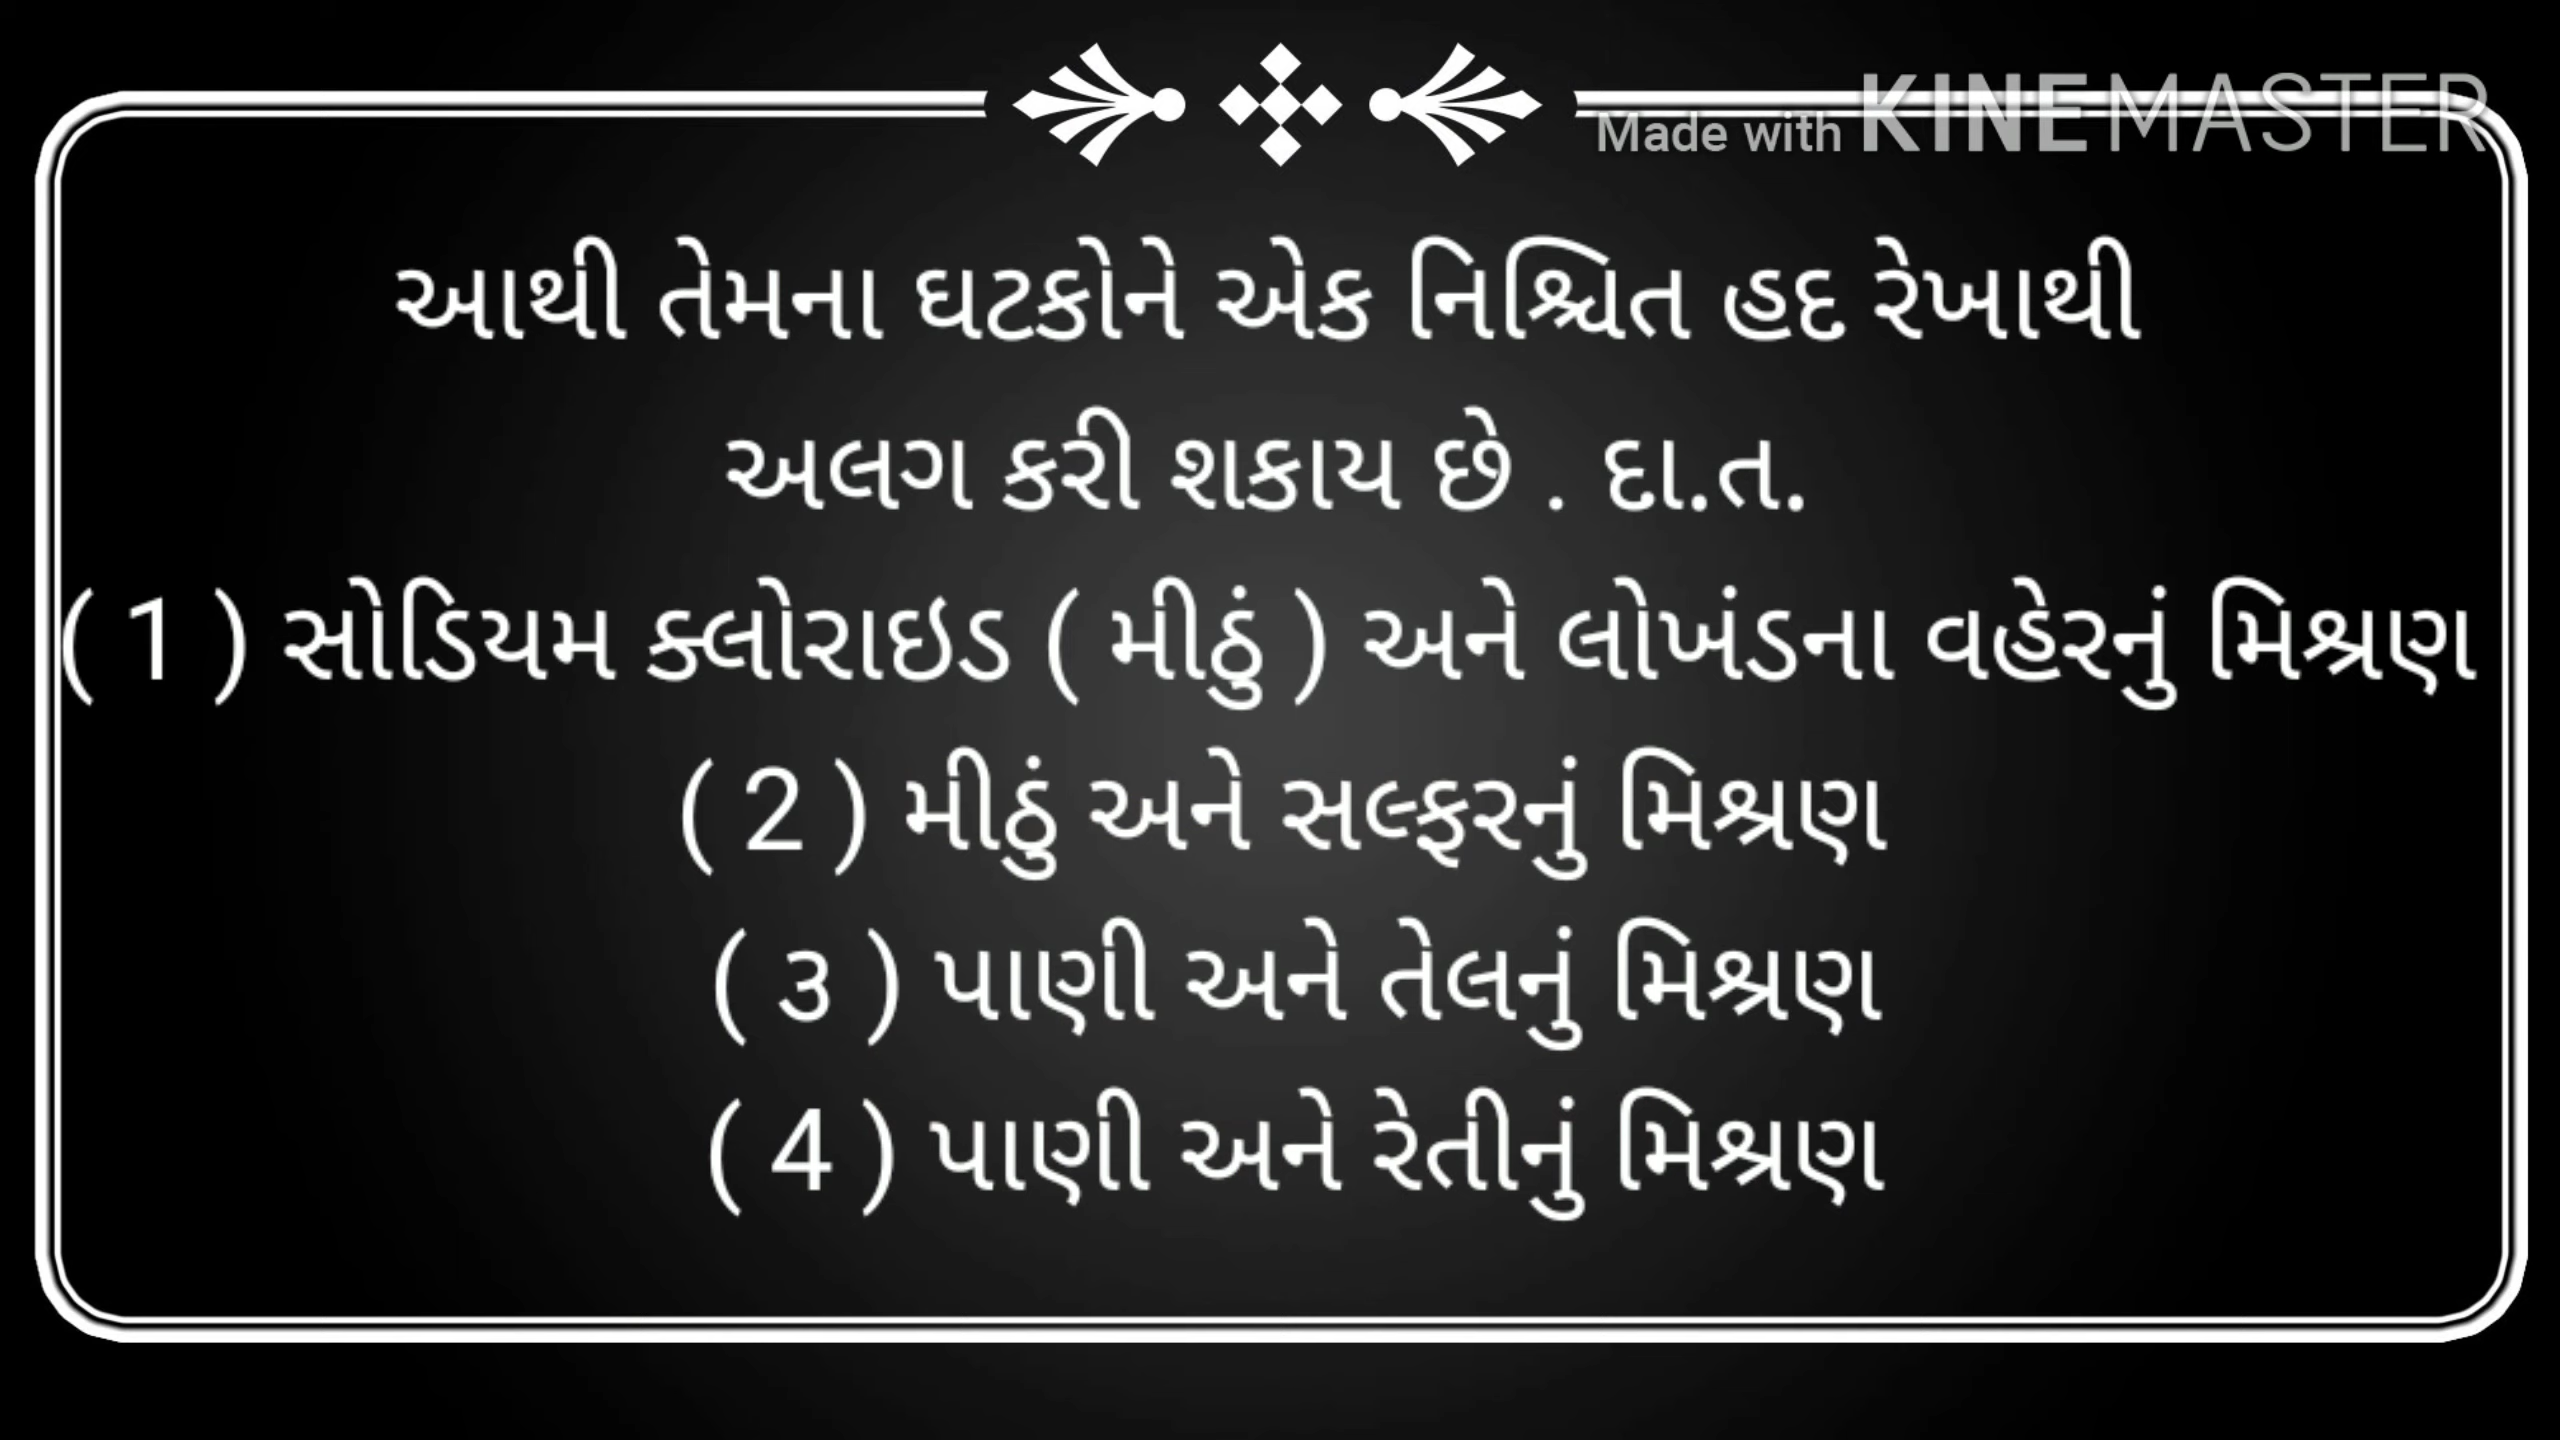 Made with KINEMASTER
આથી તેમના ઘટકોને એક નિશ્ચિત હદ રેખાથી
અલગ કરી શકાય છે . દા.ત.
( 1 ) સોડિયમ ક્લોરાઇડ ( મીઠું ) અને લોખંડના વહેરનું મિશ્રણ
( 2 ) મીઠું અને સલ્ફરનું મિશ્રણ
( ૩ ) પાણી અને તેલનું મિશ્રણ
( 4 ) પાણી અને રેતીનું મિશ્રણ